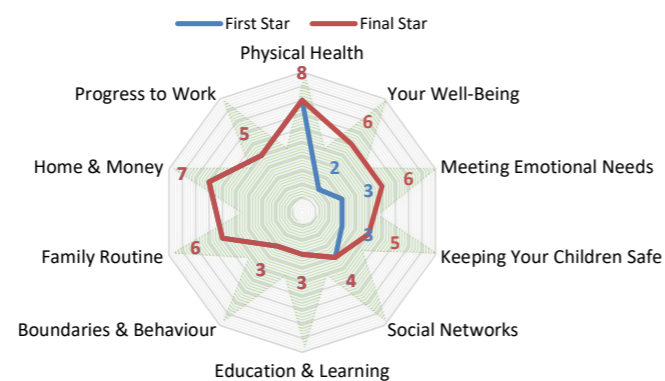 First Star Final Star
Physical Health
8
Progress to Work
Your Well-Being
5
6
2
Home & Money
Meeting Emotional Needs
7
6
3
Family Routine
Keeping Your Children Safe
6
5
3
3
3
4
Boundaries & Behaviour
Social Networks
Education & Learning